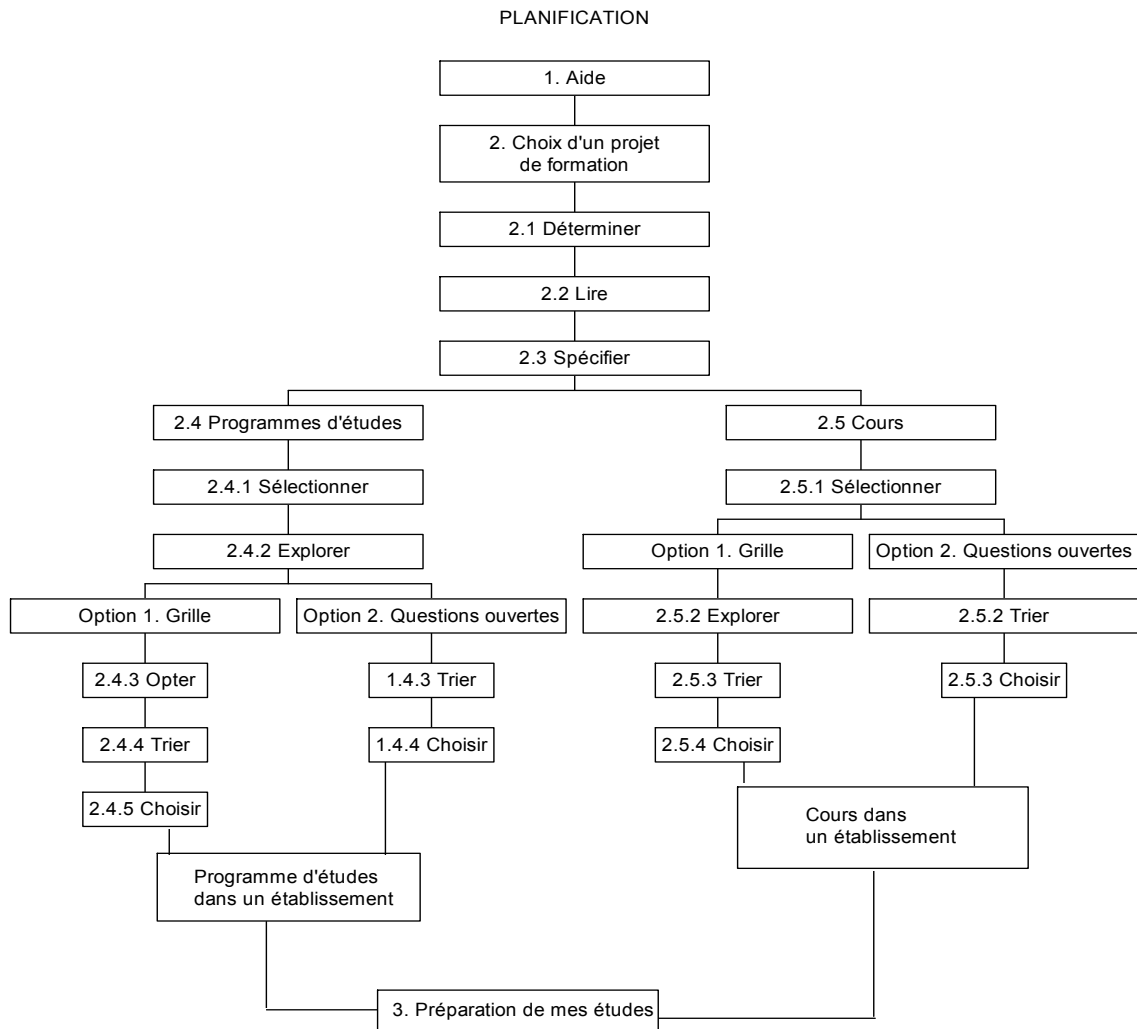 PLANIFICATION
1. Aide
2. Choix d'un projet
de formation
2.1 Déterminer
2.2 Lire
2.3 Spécifier
2.4 Programmes d'études
2.5 Cours
2.4.1 Sélectionner
2.5.1 Sélectionner
2.4.2 Explorer
Option 1. Grille
Option 2. Questions ouvertes
Option 1. Grille
Option 2. Questions ouvertes
2.5.2 Explorer
2.5.2 Trier
2.4.3 Opter
1.4.3 Trier
2.5.3 Trier
2.5.3 Choisir
2.4.4 Trier
1.4.4 Choisir
2.5.4 Choisir
2.4.5 Choisir
Cours dans
un établissement
Programme d'études
dans un établissement
3. Préparation de mes études